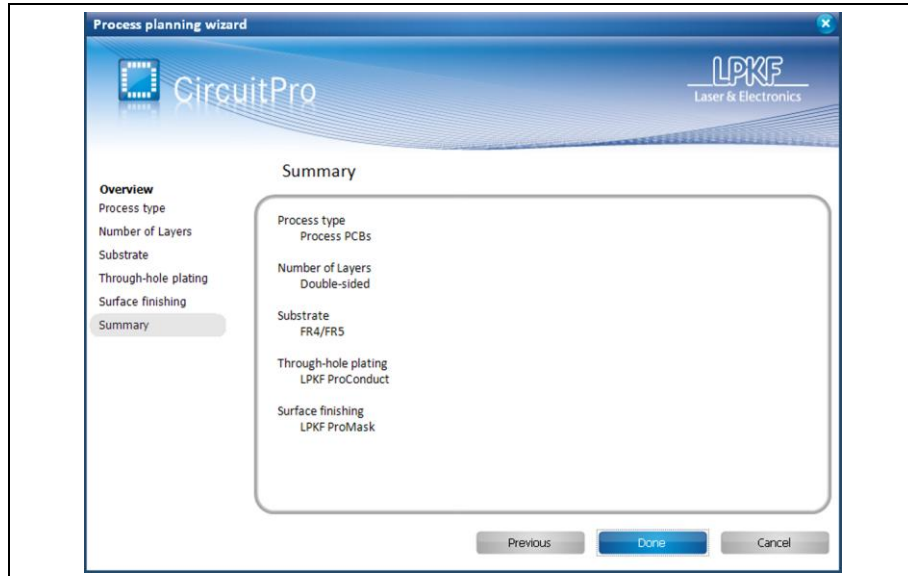 Process planning wizard
CircuitPro
LPKF
Laser & Electronics
Summary
Overview
Process type
Number of Layers
Substrate
Through-hole plating
Surface finishing
Summary
Process type
Process PCBs
Number of Layers
Double-sided
Substrate
FR4/FR5
Through-hole plating
LPKF ProConduct
Surface finishing
LPKF ProMask
Previous
Done
Cancel